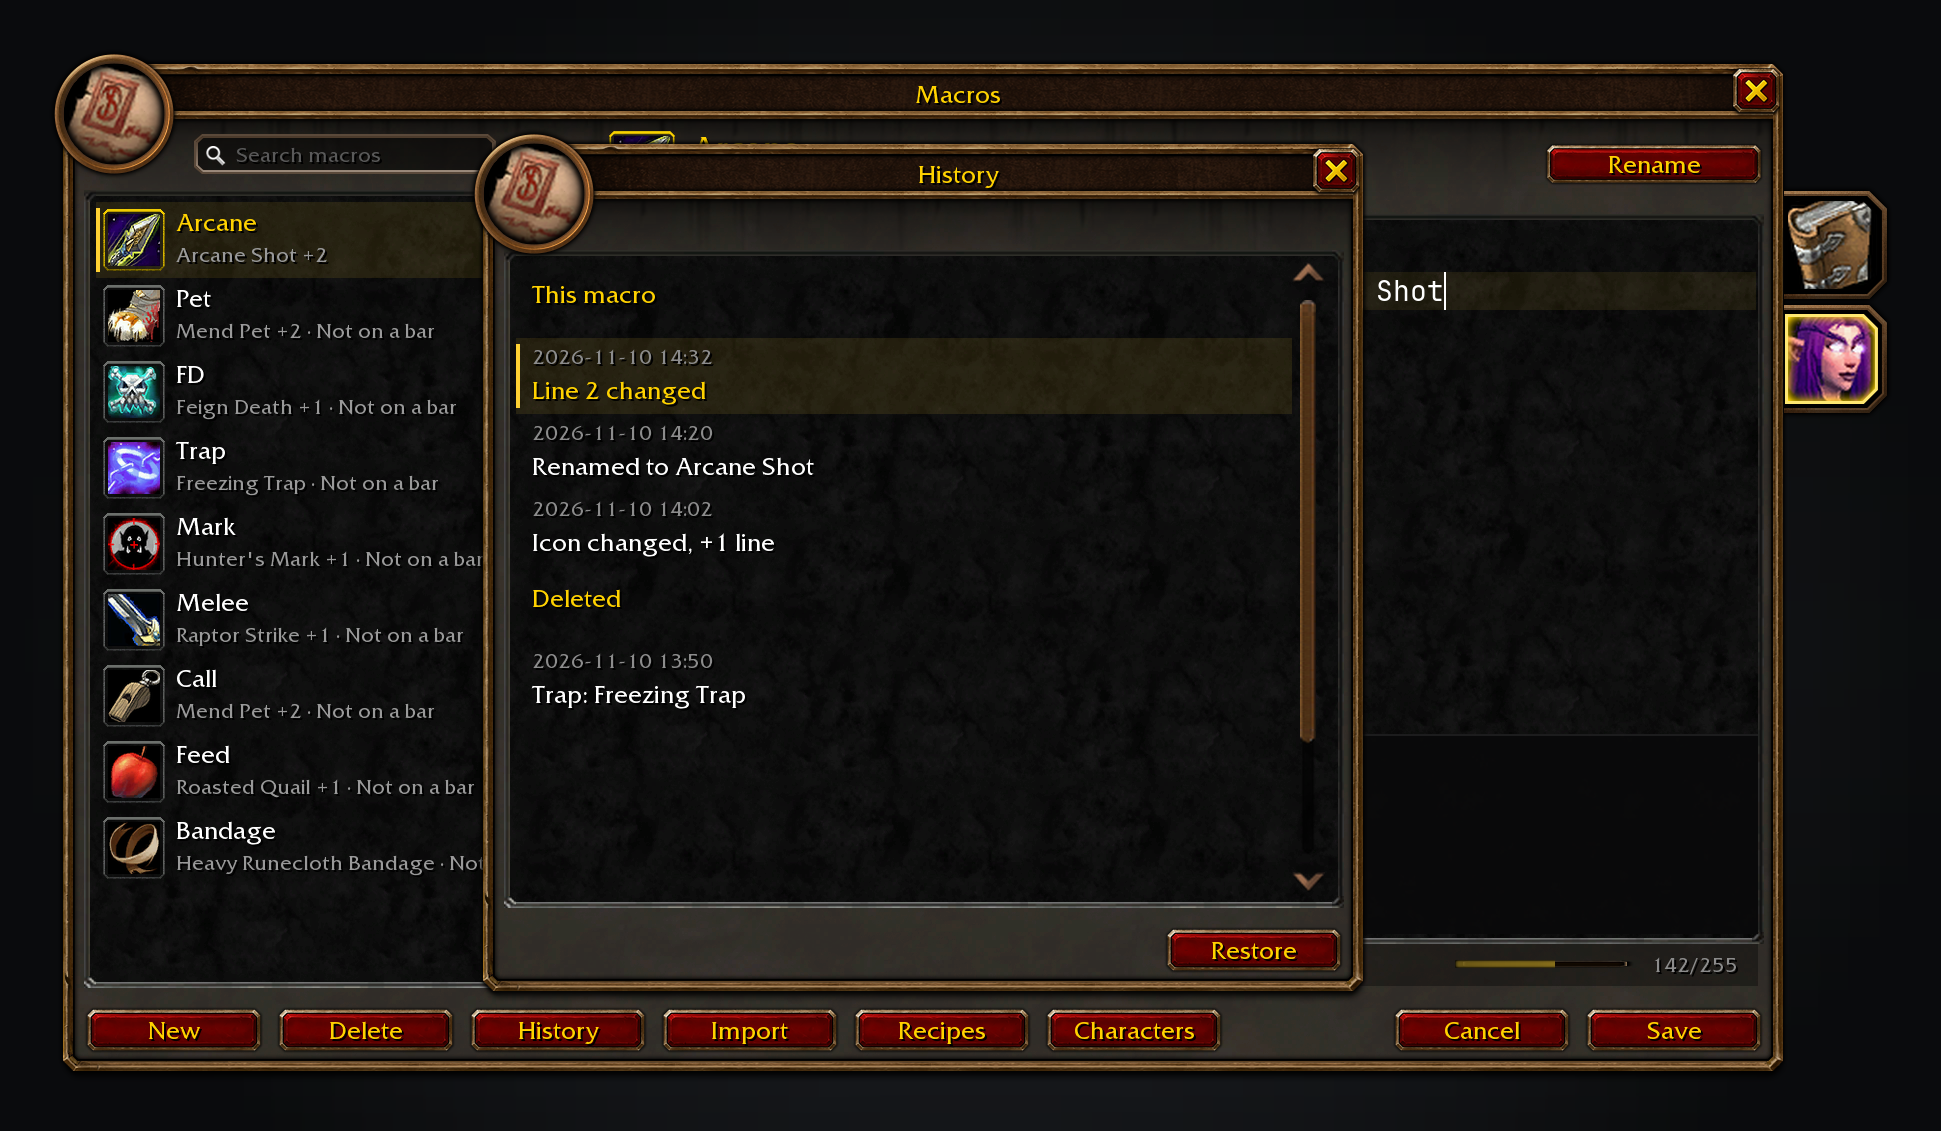 Macros
Search macros
Rename
Arcane
Arcane Shot +2
Pet
Mend Pet +2 · Not on a bar
FD
Feign Death +1 · Not on a bar
Trap
Freezing Trap · Not on a bar
Mark
Hunter's Mark +1 · Not on a bar
Melee
Raptor Strike +1 · Not on a bar
Call
Mend Pet +2 · Not on a bar
Feed
Roasted Quail +1 · Not on a bar
Bandage
Heavy Runecloth Bandage · Not
History
This macro
2026-11-10 14:32
Line 2 changed
2026-11-10 14:20
Renamed to Arcane Shot
2026-11-10 14:02
Icon changed, +1 line
Deleted
2026-11-10 13:50
Trap: Freezing Trap
Restore
Shot
142/255
New
Delete
History
Import
Recipes
Characters
Cancel
Save